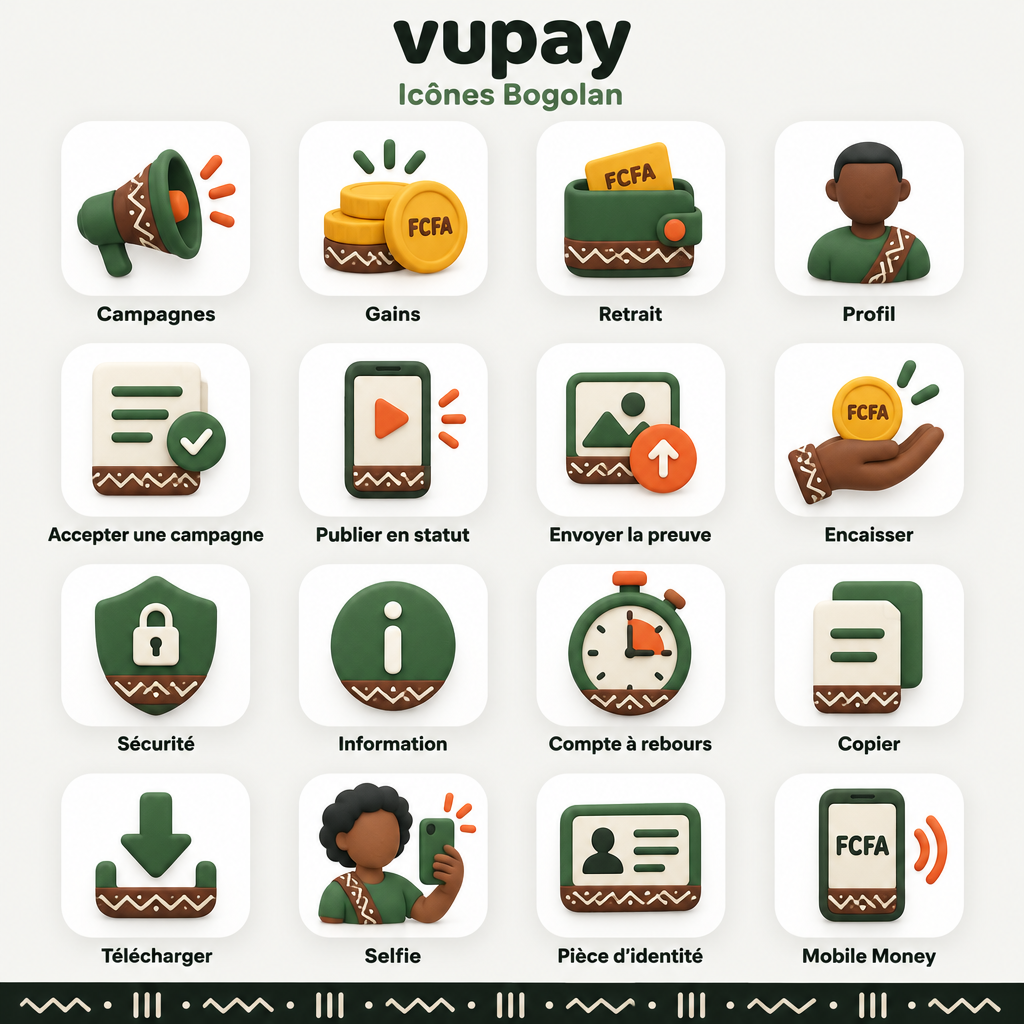 vupay
Icônes Bogolan
FCFA
FCFA
Campagnes
Gains
Retrait
Profil
FCFA
Accepter une campagne
Publier en statut
Envoyer la preuve
Encaisser
Sécurité
Information
Compte à rebours
Copier
FCFA
Télécharger
Selfie
Pièce d'identité
Mobile Money